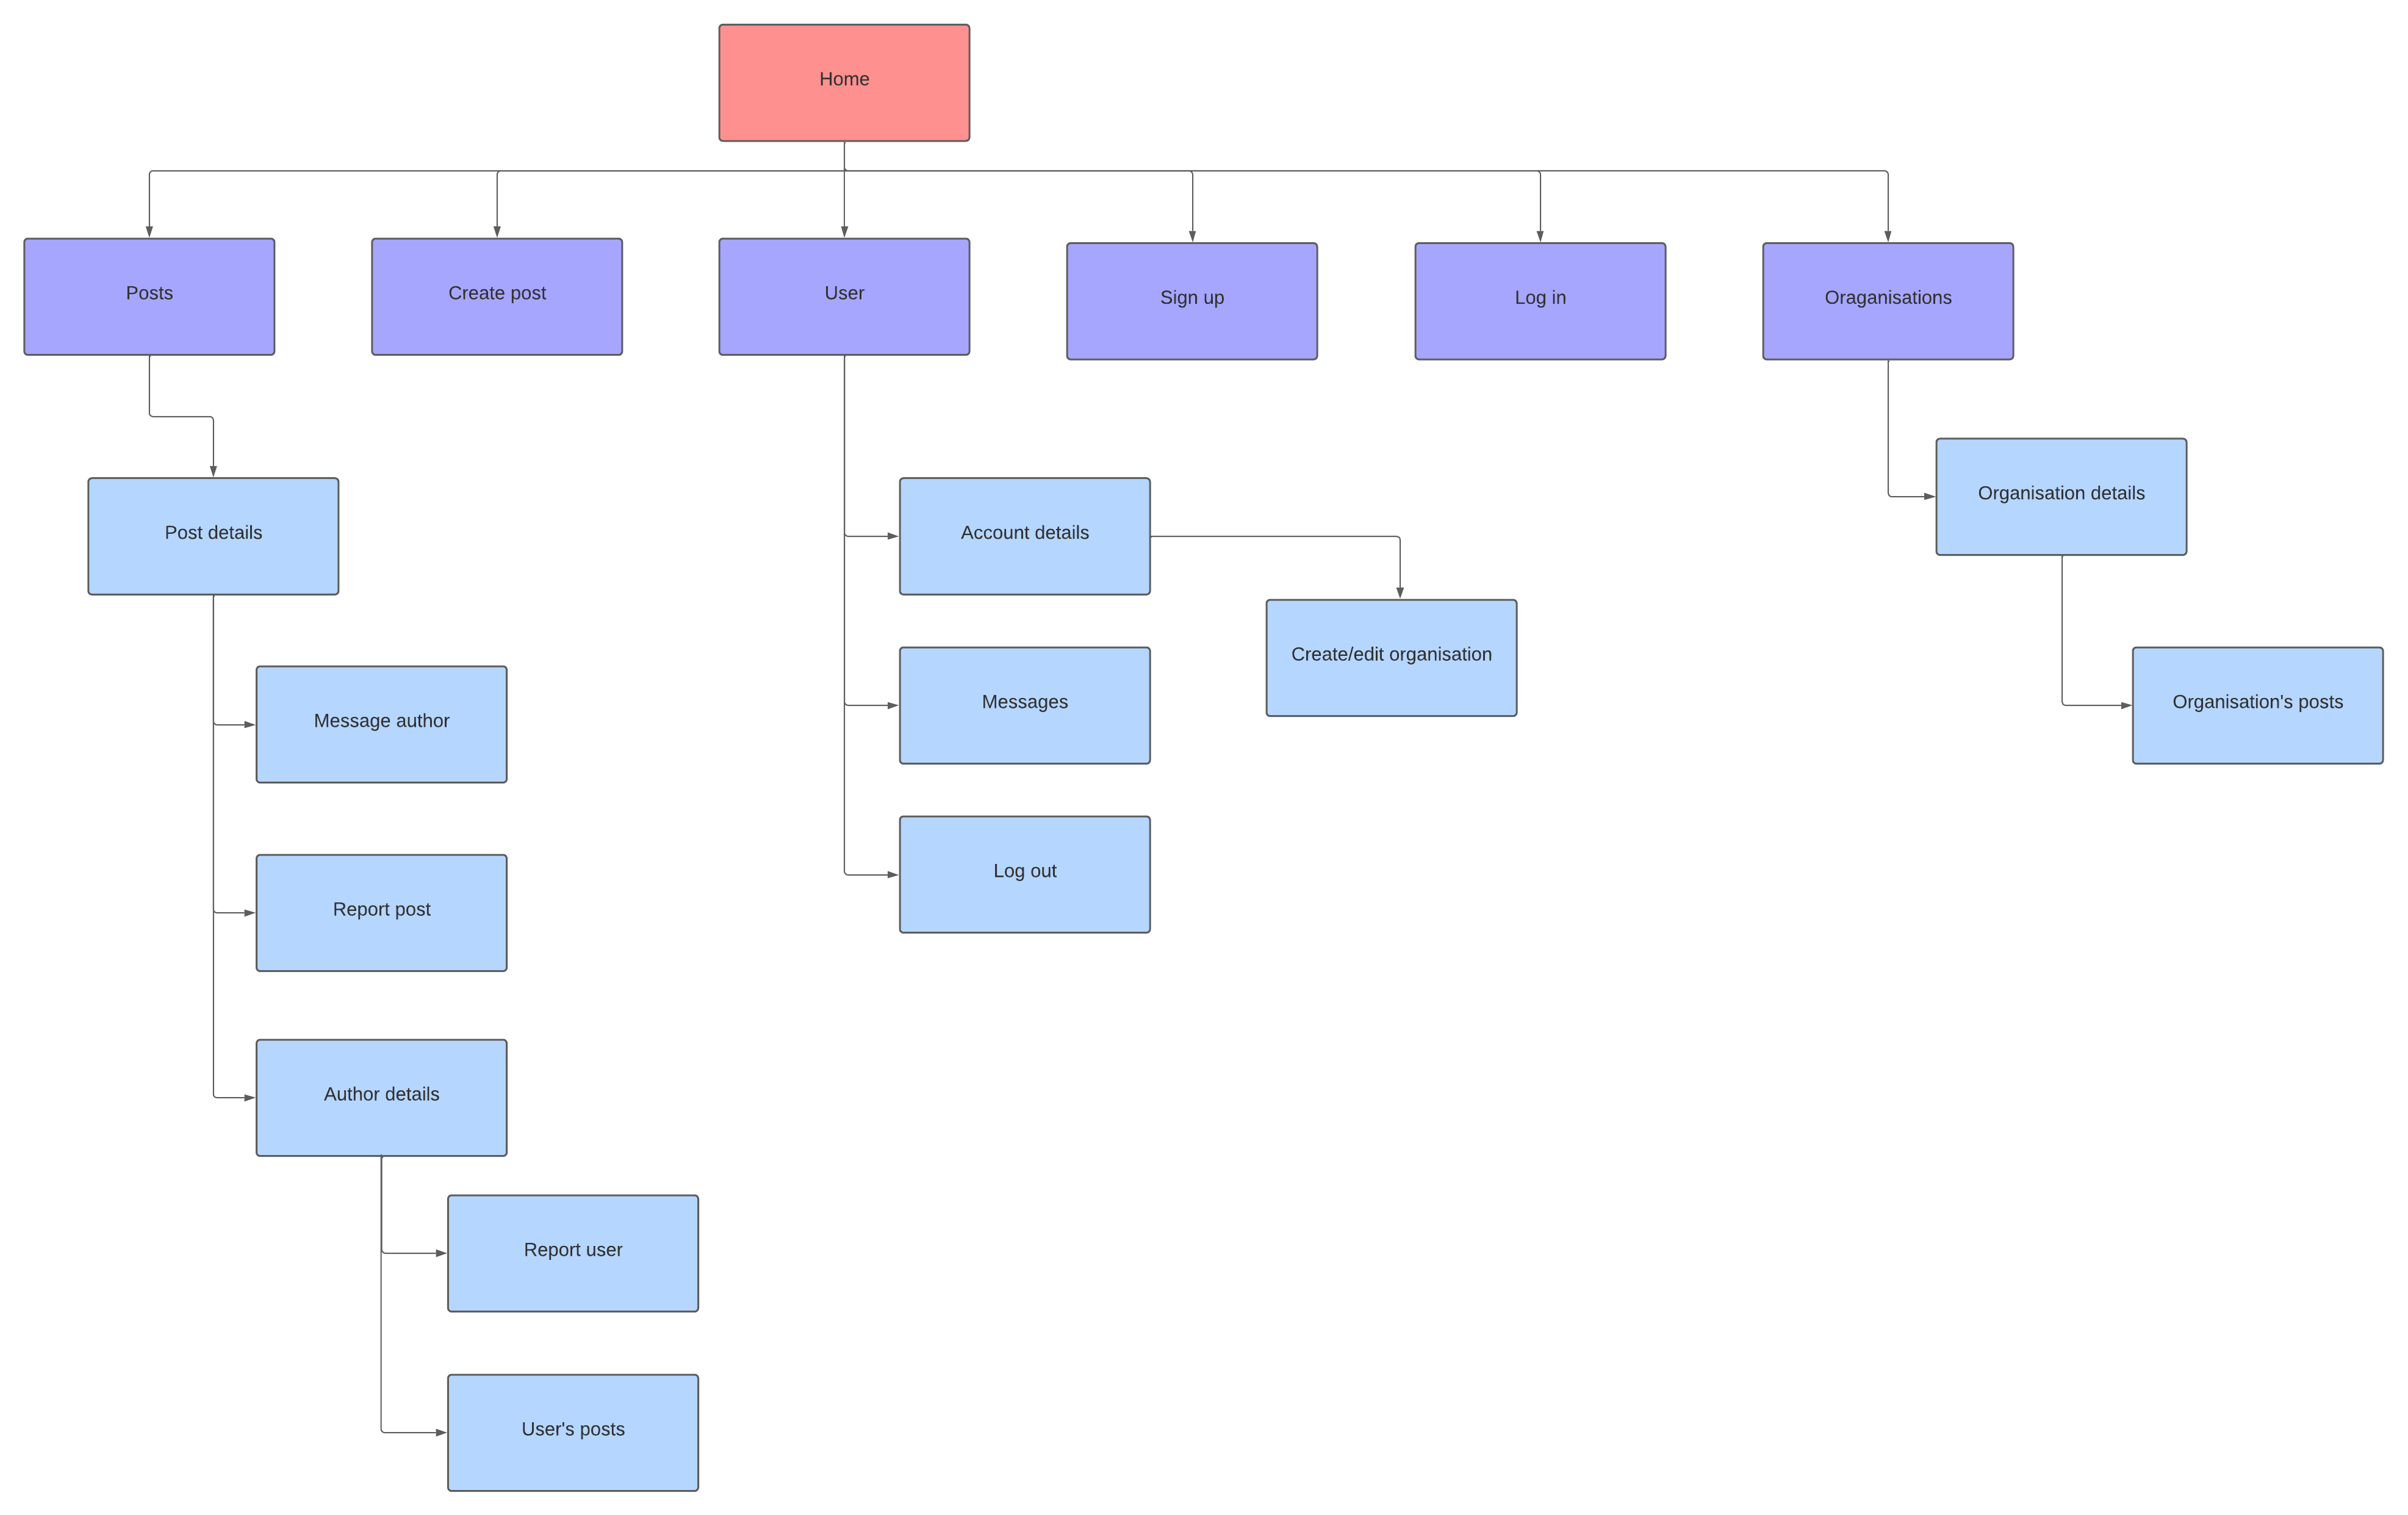 Home
Posts
Create post
User
Sign up
Log in
Oraganisations
Post details
Account details
Organisation details
Message author
Messages
Create/edit organisation
Organisation's posts
Report post
Log out
Author details
Report user
User's posts